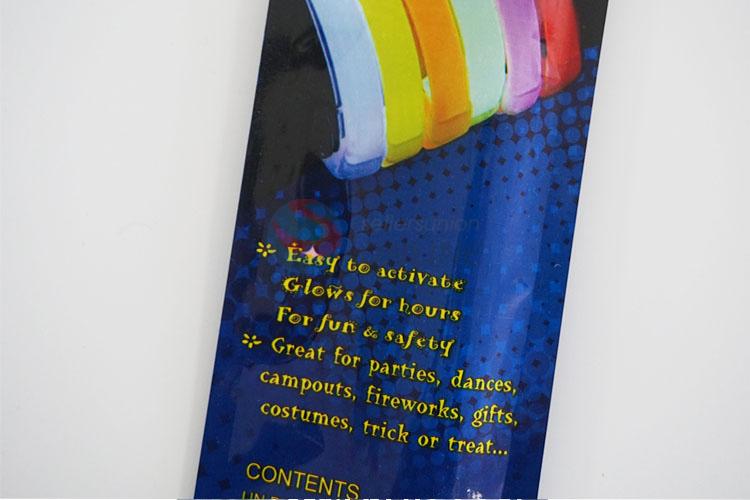 sellersunion
Easy to activate
Glows for hours
For fun & safety
Great for parties, dances,
campouts, fireworks, gifts,
costumes, trick or treat...
CONTENTS